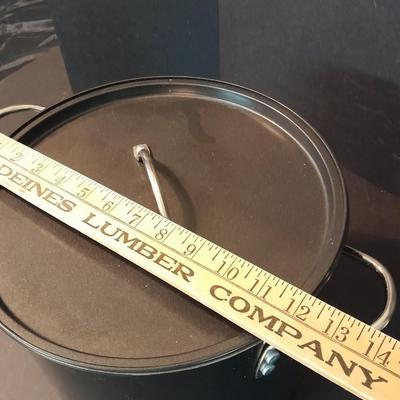 2 3 4 5 6 7 8 9 10 11 12 13 14
DEINES LUMBER COMPANY